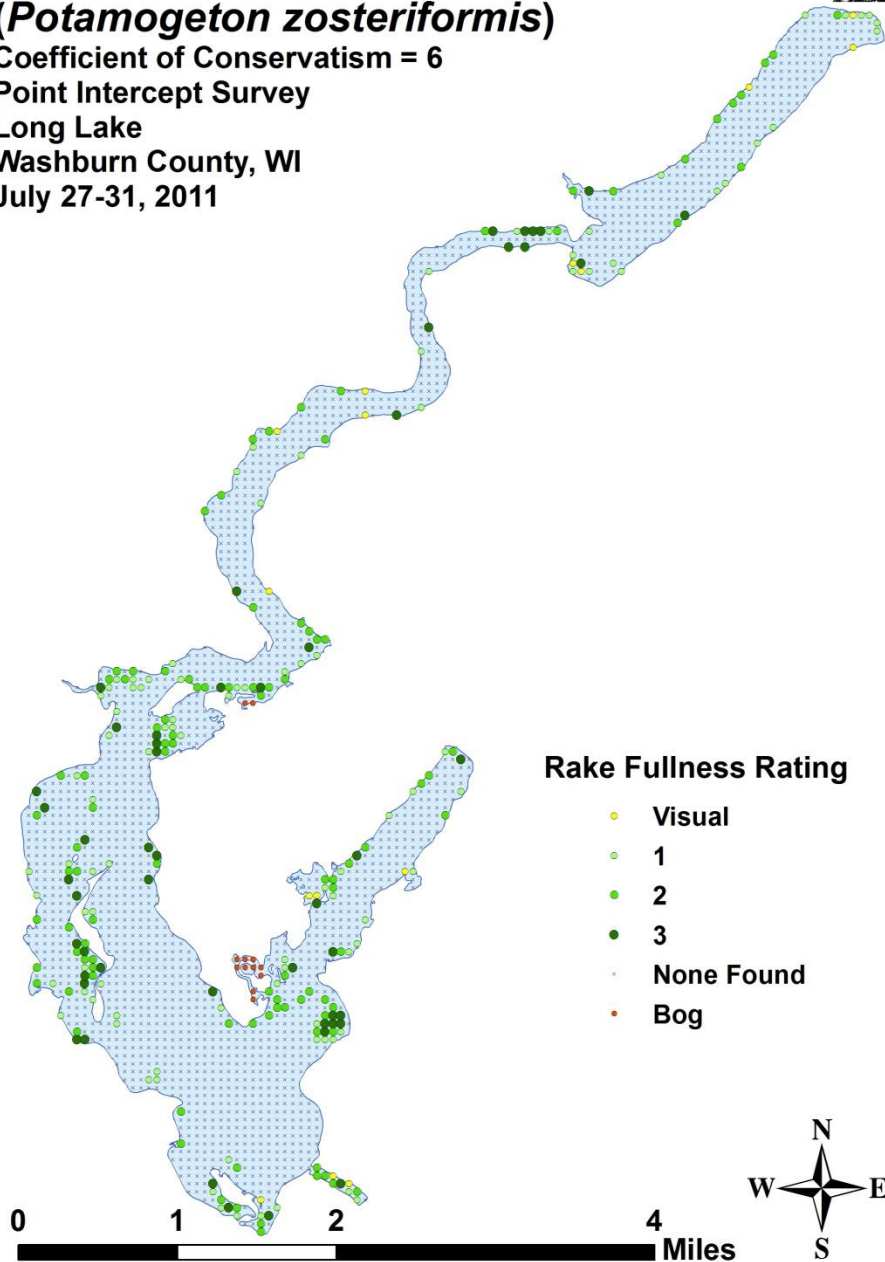 (Potamogeton zosteriformis)
Coefficient of Conservatism = 6
Point Intercept Survey
Long Lake
Washburn County, WI
July 27-31, 2011
Rake Fullness Rating
Visual
1
2
3
None Found
Bog
N
W E
S
0 1 2 4
Miles